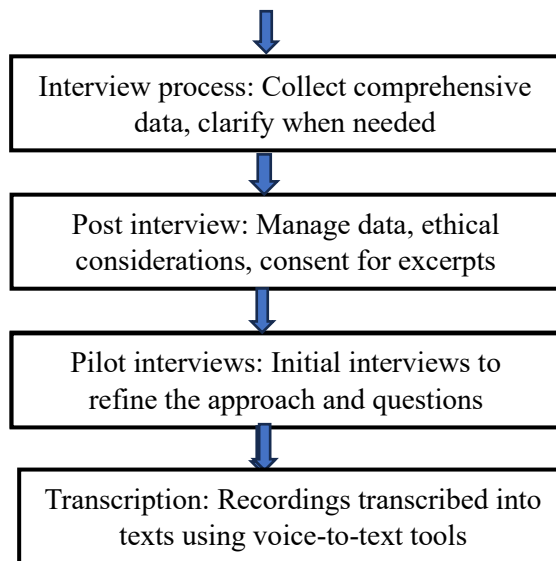 Interview process: Collect comprehensive
data, clarify when needed
Post interview: Manage data, ethical
considerations, consent for excerpts
Pilot interviews: Initial interviews to
refine the approach and questions
Transcription: Recordings transcribed into
texts using voice-to-text tools